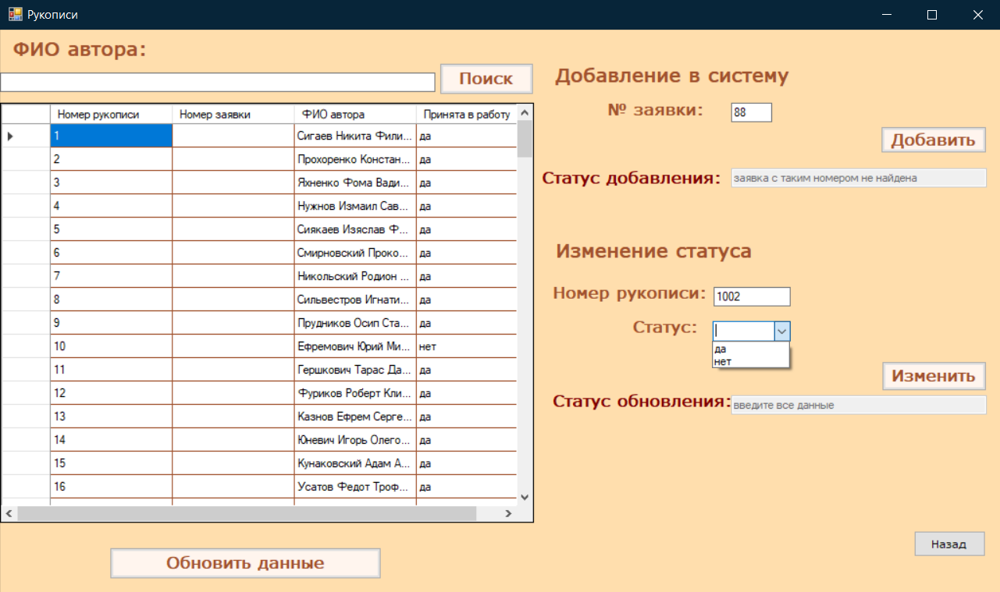 Рукописи
ФИО автора:
Поиск
Номер рукописи Номер заявки ФИО автора Принята в работу
1 Сигаев Никита Фили... да
2 Прохоренко Констан... да
3 Яхненко Фома Вади... да
4 Нужнов Измаил Сав... да
5 Сиякаев Изяслав Ф... да
6 Смирновский Проко... да
7 Никольский Родион ... да
8 Сильвестров Игнати... да
9 Прудников Осип Ста... да
10 Ефремович Юрий Ми... нет
11 Гершкович Тарас Да... да
12 Фуриков Роберт Кли... да
13 Казнов Ефрем Серге... да
14 Юневич Игорь Олего... да
15 Кунаковский Адам А... да
16 Усатов Федот Троф... да
Обновить данные
Добавление в систему
№ заявки: 88
Добавить
Статус добавления: заявка с таким номером не найдена
Изменение статуса
Номер рукописи: 1002
Статус:
да
нет
Изменить
Статус обновления: введите все данные
Назад